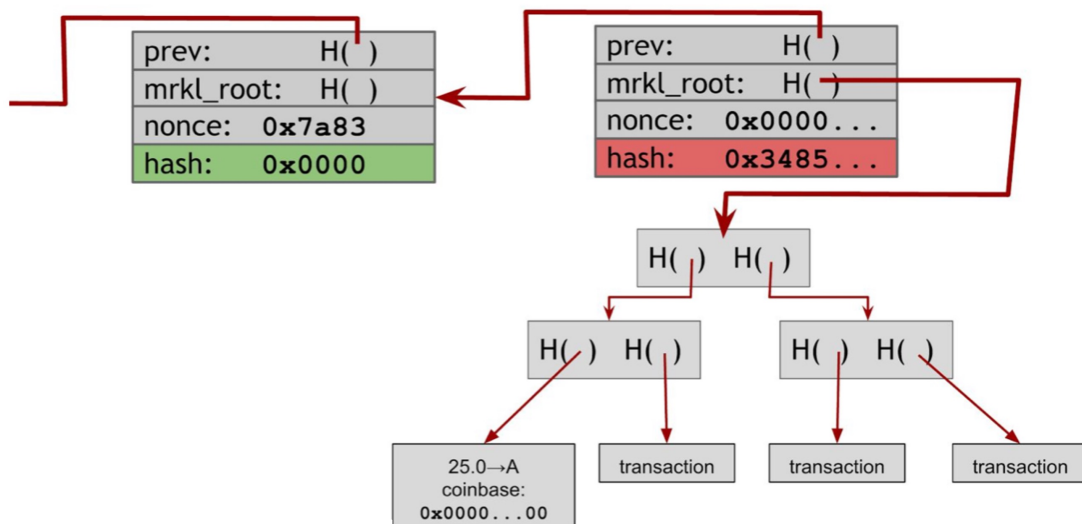 prev: H( )
mrkl_root: H( )
nonce: 0x7a83
hash: 0x0000
prev: H( )
mrkl_root: H( )
nonce: 0x0000...
hash: 0x3485...
H( ) H( )
H( ) H( )
H( ) H( )
25.0→A
coinbase:
0x0000...00
transaction
transaction
transaction